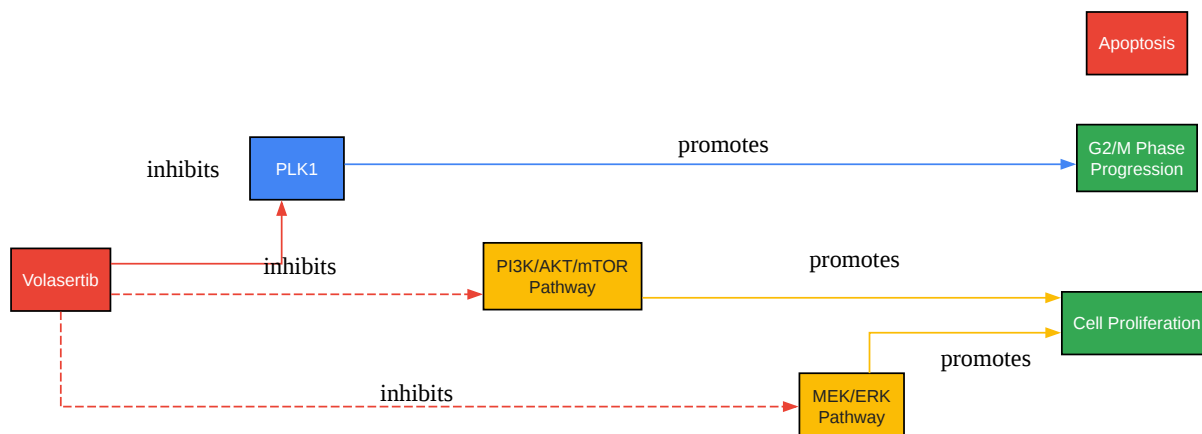 Apoptosis
promotes
G2/M Phase
Progression
inhibits
PLK1
Volasertib
inhibits
PI3K/AKT/mTOR
Pathway
promotes
Cell Proliferation
promotes
inhibits
MEK/ERK
Pathway